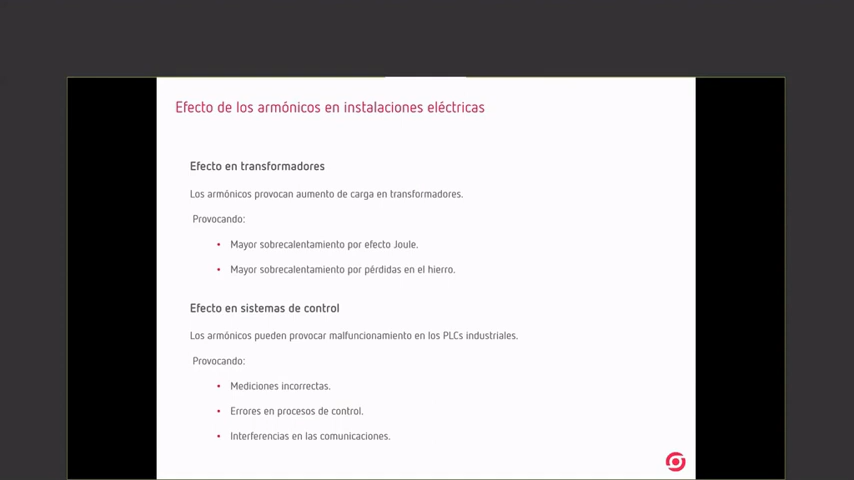 Efecto de los armónicos en instalaciones eléctricas
Efecto en transformadores
Los armónicos provocan aumento de carga en transformadores.
Provocando:
• Mayor sobrecalentamiento por efecto Joule.
• Mayor sobrecalentamiento por pérdidas en el hierro.
Efecto en sistemas de control
Los armónicos pueden provocar malfuncionamiento en los PLCs industriales.
Provocando:
• Mediciones incorrectas.
• Errores en procesos de control.
• Interferencias en las comunicaciones.